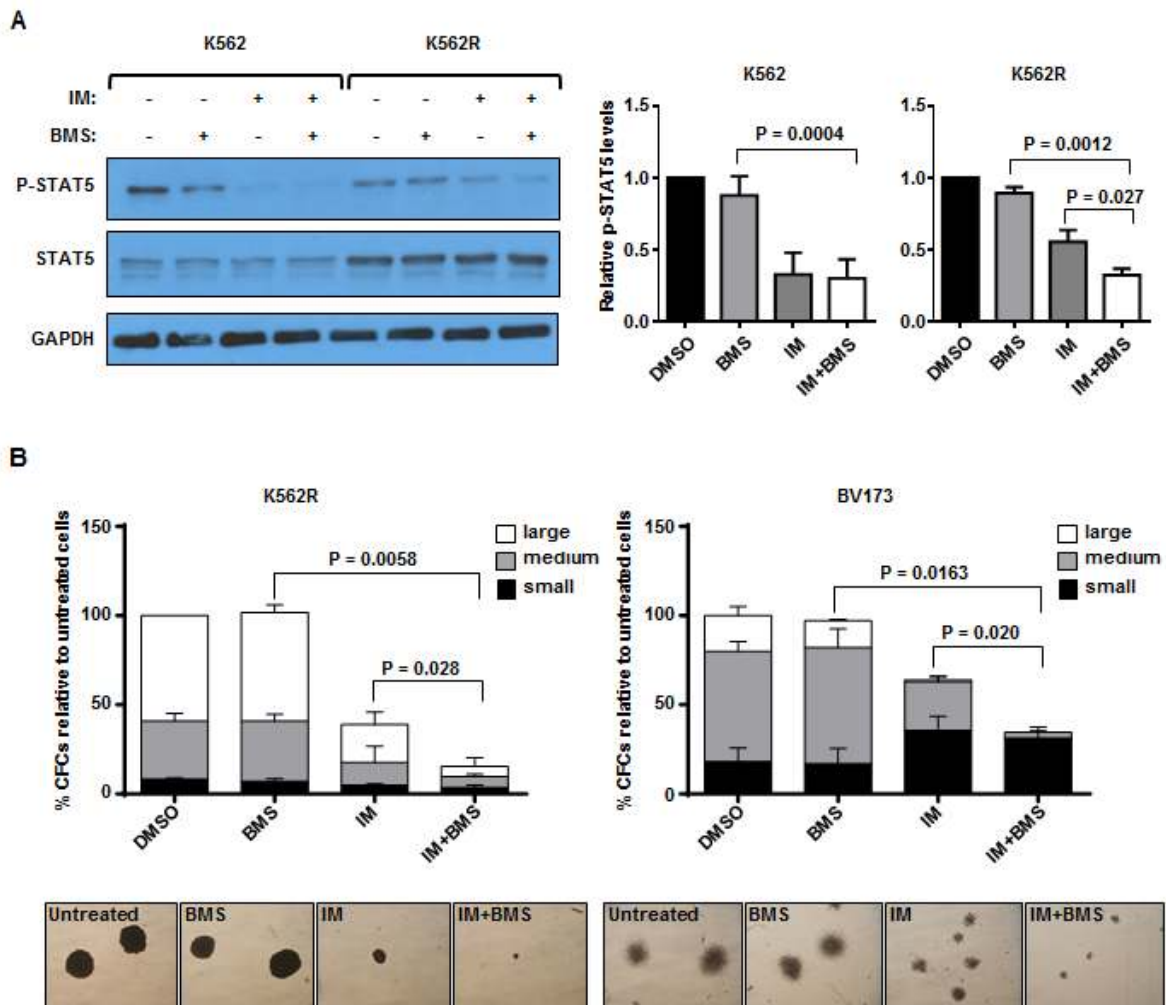 A
K562 K562R
IM: - - + + - - + +
BMS: - + - + - + - +
P-STAT5
STAT5
GAPDH
K562
Relative p-STAT5 levels
1.5
1.0
0.5
0.0
P = 0.0004
DMSO BMS IM IM+BMS
K562R
1.5
1.0
0.5
0.0
P = 0.0012
P = 0.027
DMSO BMS IM IM+BMS
B
K562R
% CFCs relative to untreated cells
150
100
50
0
large
medium
small
P = 0.0058
P = 0.028
DMSO BMS IM IM+BMS
BV173
% CFCs relative to untreated cells
150
100
50
0
large
medium
small
P = 0.0163
P = 0.020
DMSO BMS IM IM+BMS
Untreated BMS IM IM+BMS
Untreated BMS IM IM+BMS